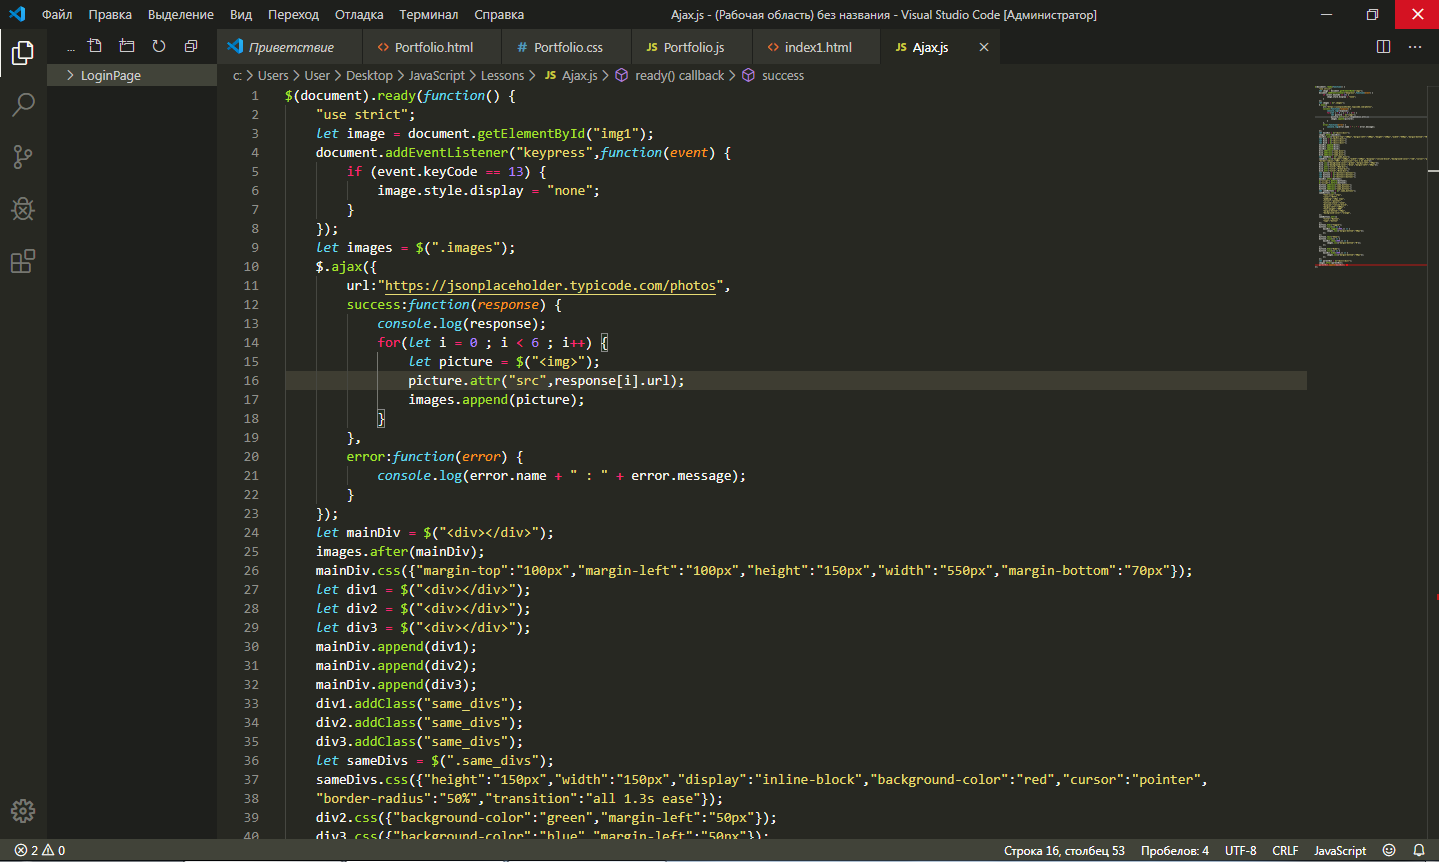 Файл Правка Выделение Вид Переход Отладка Терминал Справка Ajax.js - (Рабочая область) без названия - Visual Studio Code [Администратор]
... Приветствие <> Portfolio.html # Portfolio.css JS Portfolio.js <> index1.html JS Ajax.js ×
> LoginPage
c: > Users > User > Desktop > JavaScript > Lessons > JS Ajax.js > ready() callback > success
1 $(document).ready(function() {
2 "use strict";
3 let image = document.getElementById("img1");
4 document.addEventListener("keypress",function(event) {
5 if (event.keyCode == 13) {
6 image.style.display = "none";
7 }
8 });
9 let images = $(".images");
10 $.ajax({
11 url:"https://jsonplaceholder.typicode.com/photos",
12 success:function(response) {
13 console.log(response);
14 for(let i = 0 ; i < 6 ; i++) {
15 let picture = $("<img>");
16 picture.attr("src",response[i].url);
17 images.append(picture);
18 }
19 },
20 error:function(error) {
21 console.log(error.name + " : " + error.message);
22 }
23 });
24 let mainDiv = $("<div></div>");
25 images.after(mainDiv);
26 mainDiv.css({"margin-top":"100px","margin-left":"100px","height":"150px","width":"550px","margin-bottom":"70px"});
27 let div1 = $("<div></div>");
28 let div2 = $("<div></div>");
29 let div3 = $("<div></div>");
30 mainDiv.append(div1);
31 mainDiv.append(div2);
32 mainDiv.append(div3);
33 div1.addClass("same_divs");
34 div2.addClass("same_divs");
35 div3.addClass("same_divs");
36 let sameDivs = $(".same_divs");
37 sameDivs.css({"height":"150px","width":"150px","display":"inline-block","background-color":"red","cursor":"pointer",
38 "border-radius":"50%","transition":"all 1.3s ease"});
39 div2.css({"background-color":"green","margin-left":"50px"});
40 div3.css({"background-color":"blue","margin-left":"50px"});
2 0 Строка 16, столбец 53 Пробелов: 4 UTF-8 CRLF JavaScript